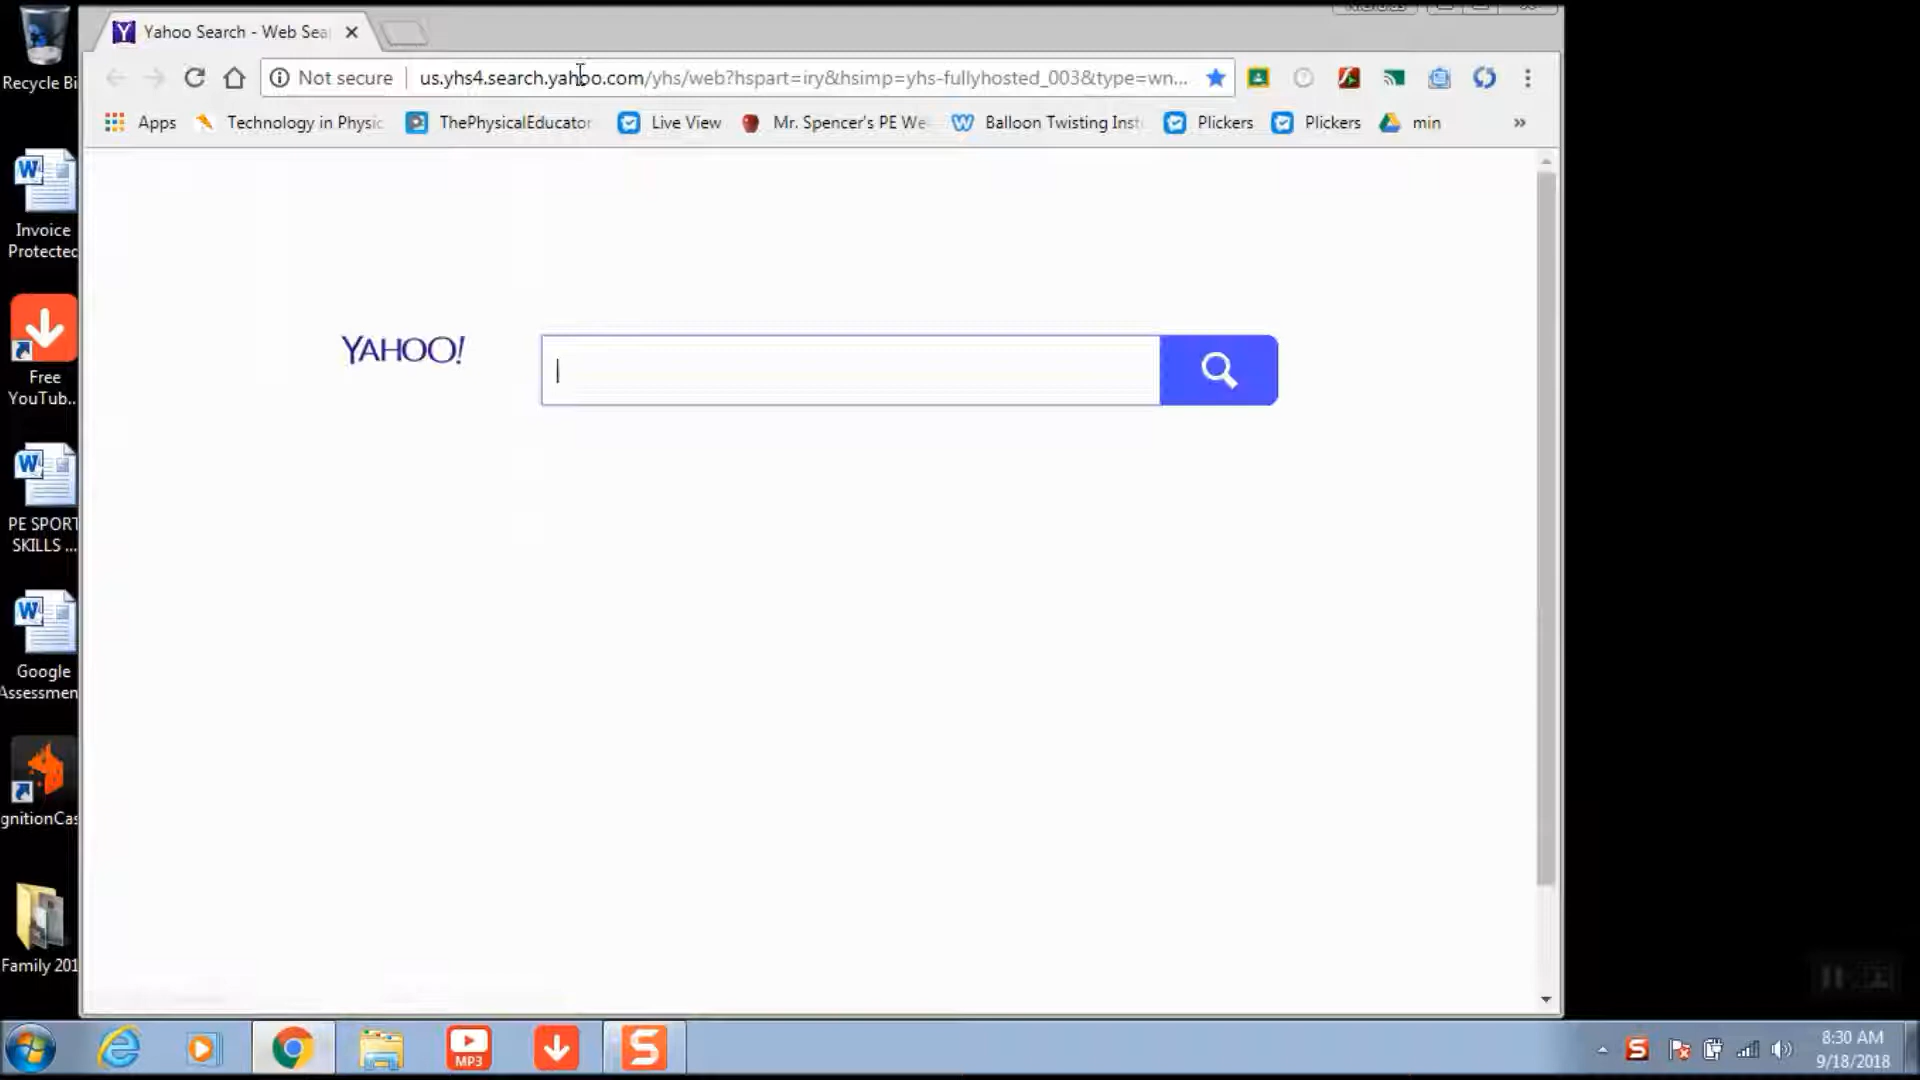 Yahoo Search - Web Sea
Not secure us.yhs4.search.yahoo.com/yhs/web?hspart=iry&hsimp=yhs-fullyhosted_003&type=wn...
Apps Technology in Physic ThePhysicalEducator Live View Mr. Spencer's PE We Balloon Twisting Inst Plickers Plickers min »
YAHOO!
Recycle Bi
Invoice
Protected
Free
YouTub...
PE SPORT
SKILLS ...
Google
Assessmen
gnitionCas
Family 201
MP3
S
S
8:30 AM
9/18/2018